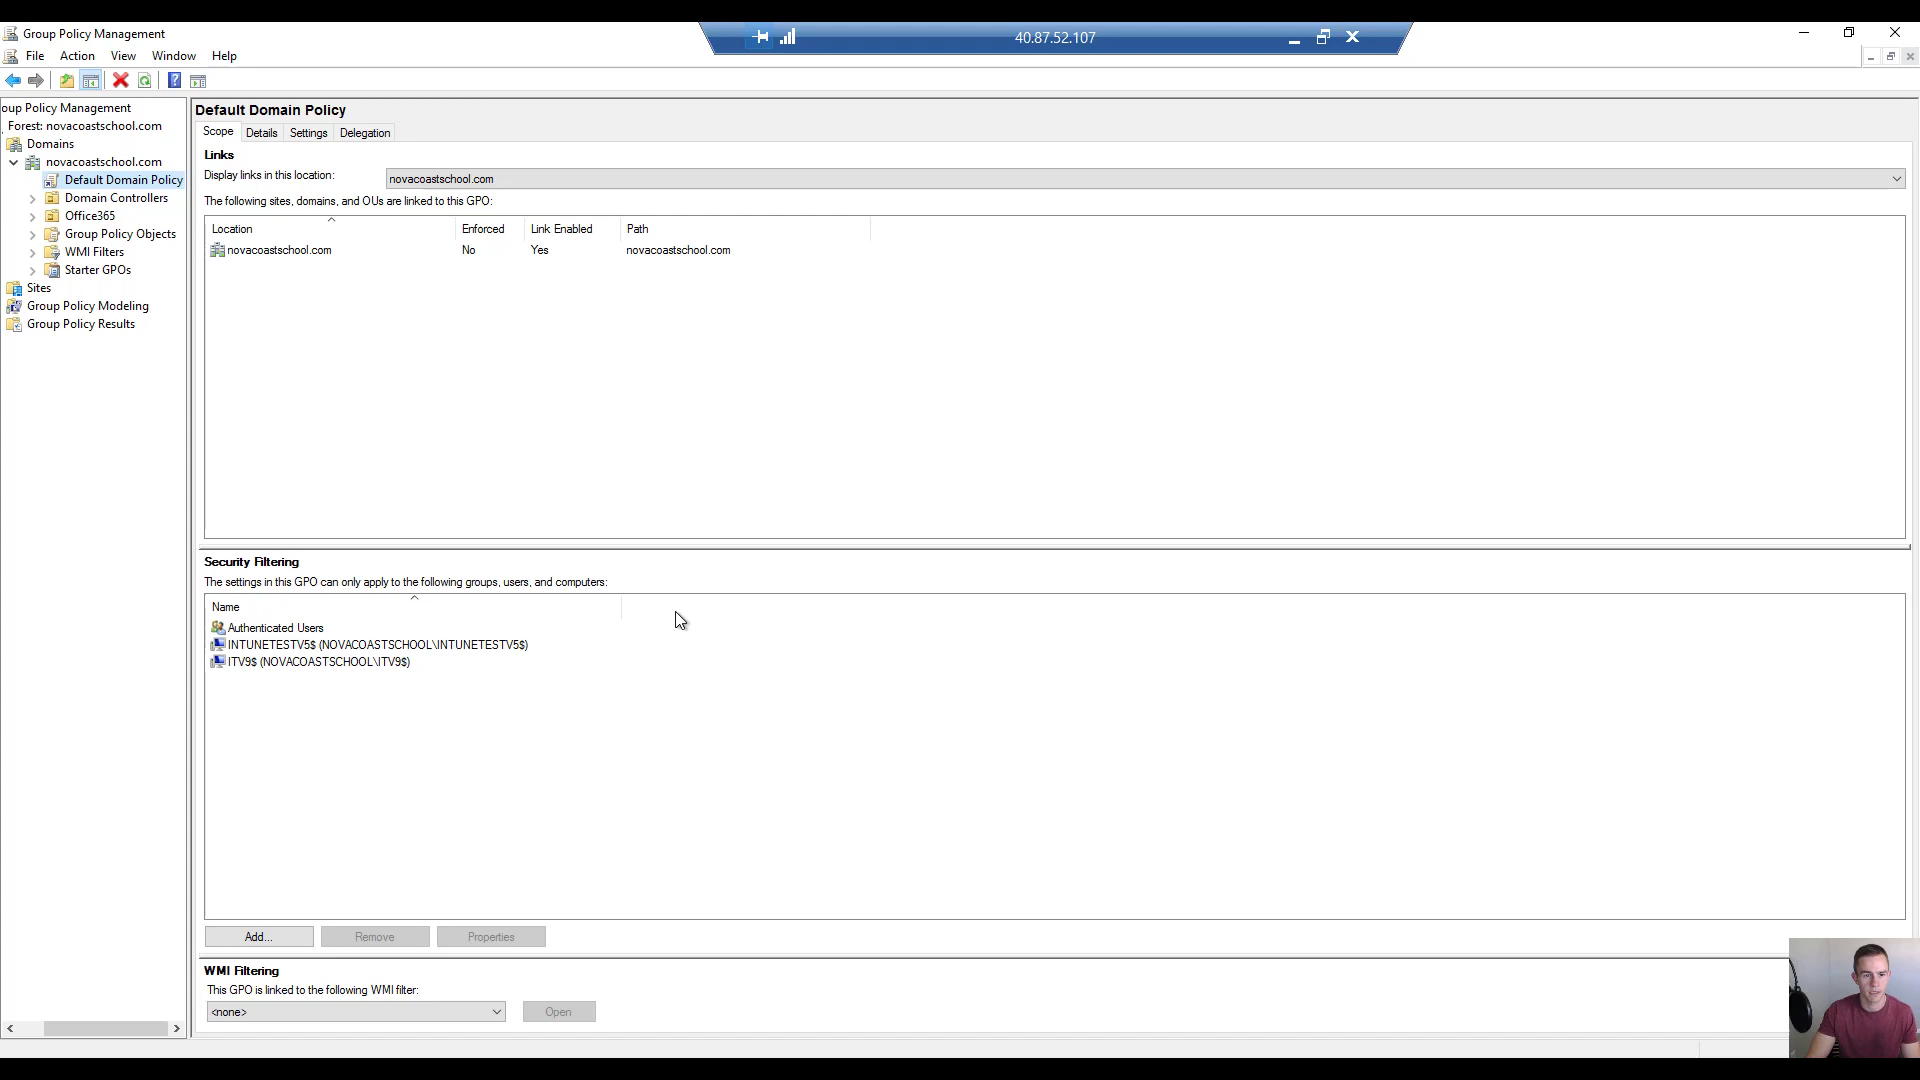 Group Policy Management
40.87.52.107
File Action View Window Help
oup Policy Management
Forest: novacoastschool.com
Domains
novacoastschool.com
Default Domain Policy
Domain Controllers
Office365
Group Policy Objects
WMI Filters
Starter GPOs
Sites
Group Policy Modeling
Group Policy Results
Default Domain Policy
Scope Details Settings Delegation
Links
Display links in this location: novacoastschool.com
The following sites, domains, and OUs are linked to this GPO:
Location Enforced Link Enabled Path
novacoastschool.com No Yes novacoastschool.com
Security Filtering
The settings in this GPO can only apply to the following groups, users, and computers:
Name
Authenticated Users
INTUNETESTV5$ (NOVACOASTSCHOOL\INTUNETESTV5$)
ITV9$ (NOVACOASTSCHOOL\ITV9$)
Add... Remove Properties
WMI Filtering
This GPO is linked to the following WMI filter:
<none> Open